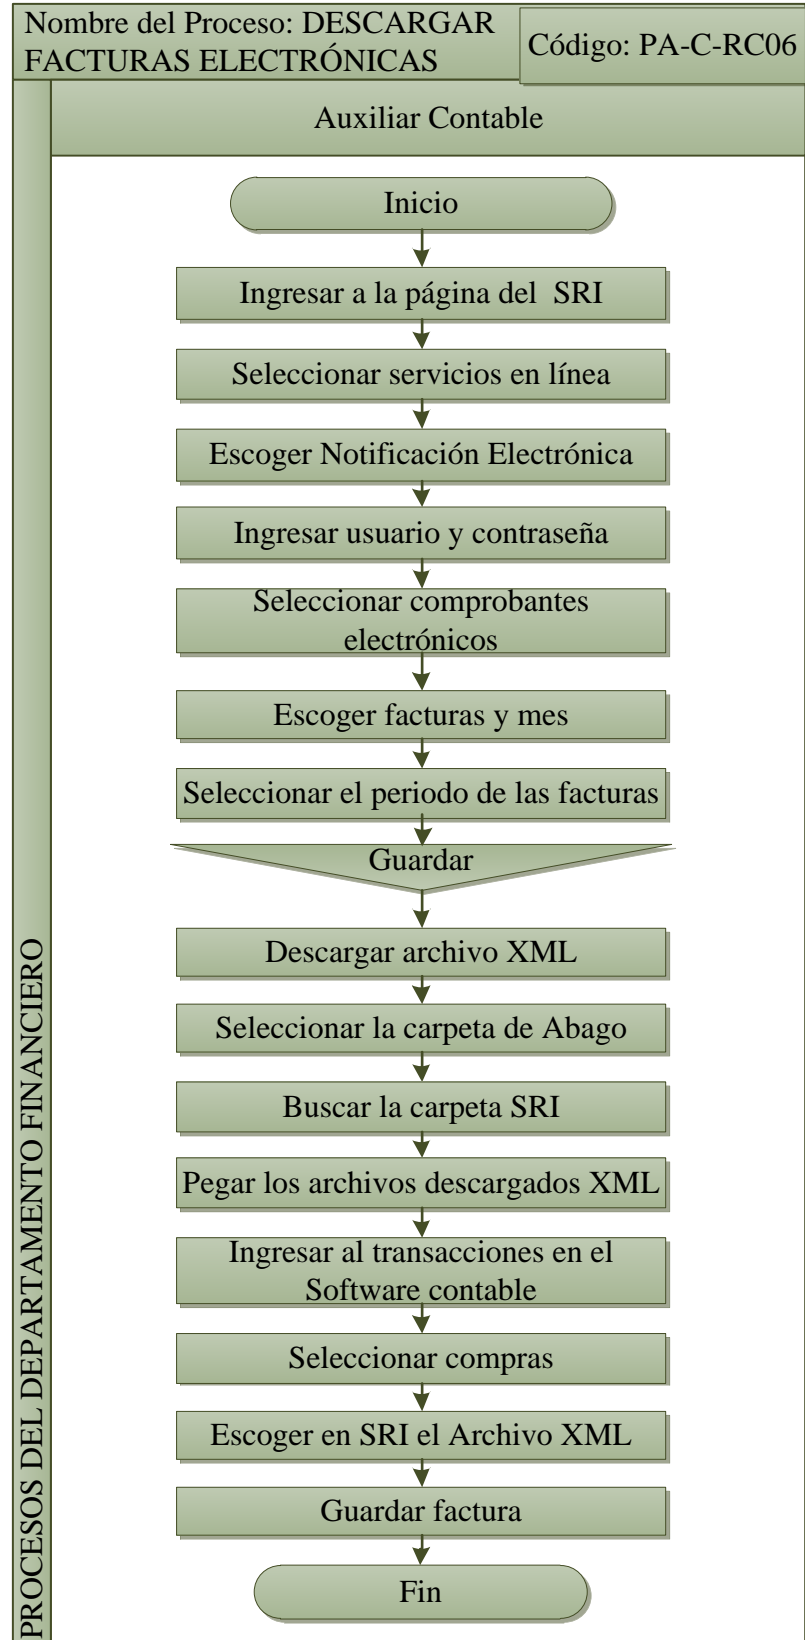 Nombre del Proceso: DESCARGAR
FACTURAS ELECTRÓNICAS
Código: PA-C-RC06
Auxiliar Contable
PROCESOS DEL DEPARTAMENTO FINANCIERO
Inicio
Ingresar a la página del SRI
Seleccionar servicios en línea
Escoger Notificación Electrónica
Ingresar usuario y contraseña
Seleccionar comprobantes
electrónicos
Escoger facturas y mes
Seleccionar el periodo de las facturas
Guardar
Descargar archivo XML
Seleccionar la carpeta de Abago
Buscar la carpeta SRI
Pegar los archivos descargados XML
Ingresar al transacciones en el
Software contable
Seleccionar compras
Escoger en SRI el Archivo XML
Guardar factura
Fin